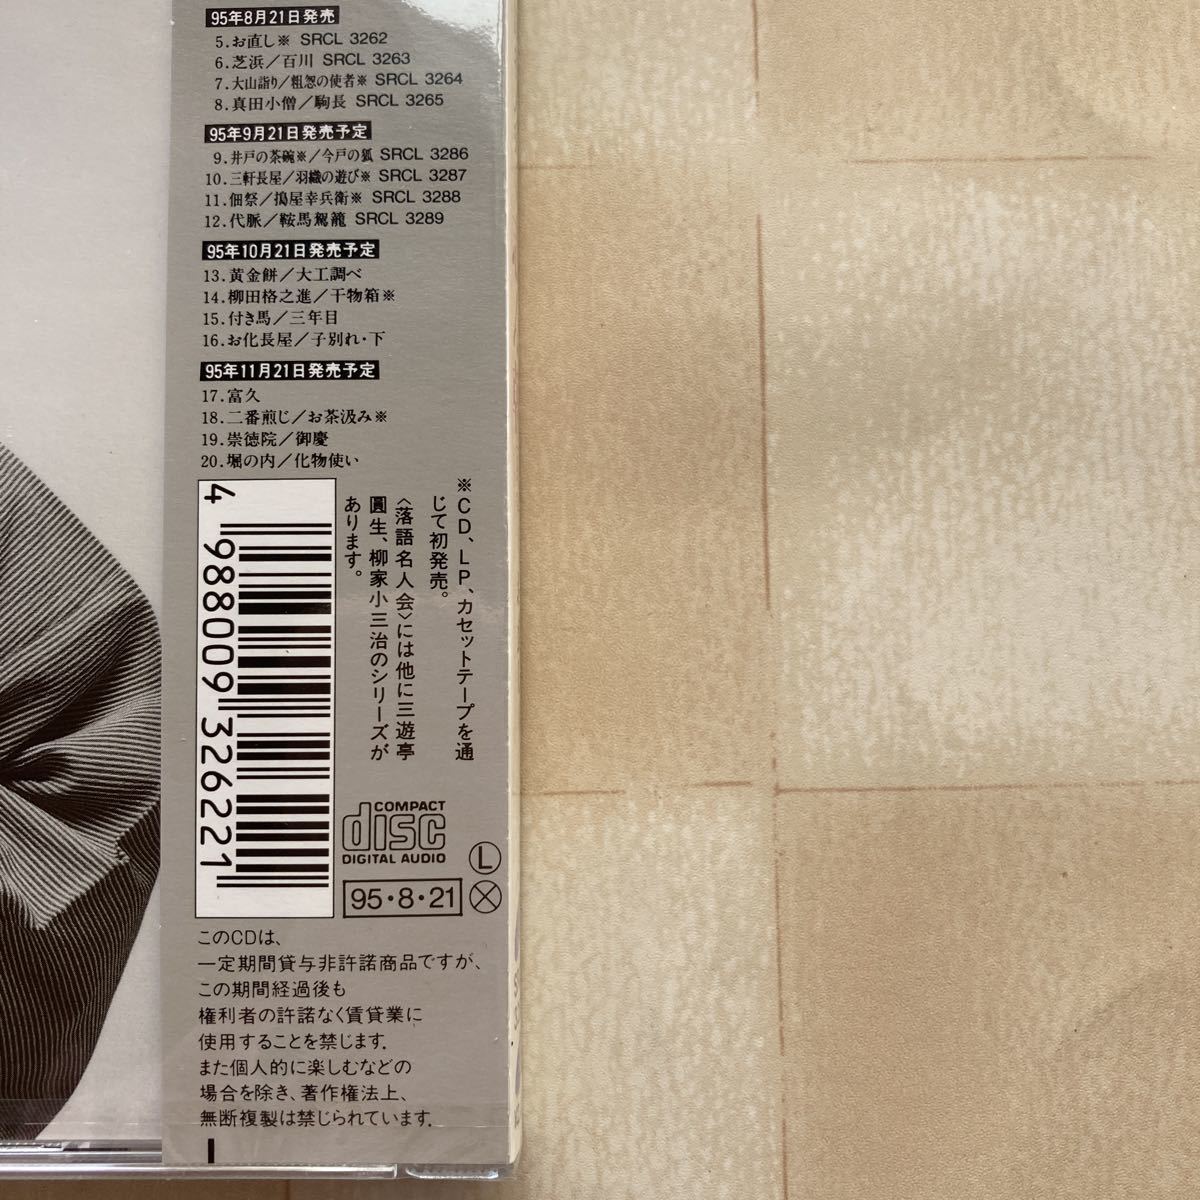 95年8月21日発売
5.お直し※ SRCL 3262
6.芝浜／百川 SRCL 3263
7.大山詣り／粗忽の使者※ SRCL 3264
8.真田小僧／駒長 SRCL 3265
95年9月21日発売予定
9.井戸の茶碗※／今戸の狐 SRCL 3286
10.三軒長屋／羽織の遊び※ SRCL 3287
11.佃祭／搗屋幸兵衛※ SRCL 3288
12.代脈／鞍馬駕籠 SRCL 3289
95年10月21日発売予定
13.黄金餅／大工調べ
14.柳田格之進／干物箱※
15.付き馬／三年目
16.お化長屋／子別れ・下
95年11月21日発売予定
17.富久
18.二番煎じ／お茶汲み※
19.崇徳院／御慶
20.堀の内／化物使い
※CD、LP、カセットテープを通
じて初発売。
〈落語名人会〉には他に三遊亭
圓生、柳家小三治のシリーズが
あります。
4 988009 326221
COMPACT
disc
DIGITAL AUDIO
L
95・8・21
X
このCDは、
一定期間貸与非許諾商品ですが、
この期間経過後も
権利者の許諾なく賃貸業に
使用することを禁じます.
また個人的に楽しむなどの
場合を除き、著作権法上、
無断複製は禁じられています.